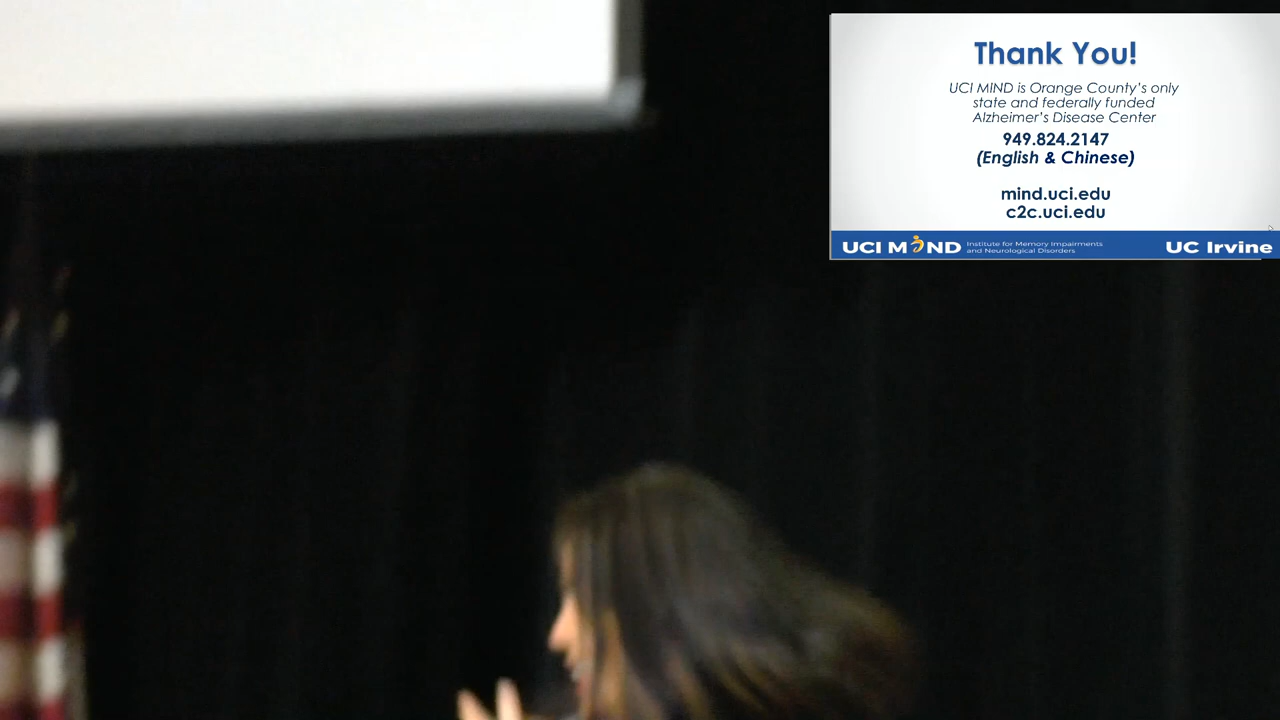 Thank You!
UCI MIND is Orange County's only
state and federally funded
Alzheimer's Disease Center
949.824.2147
(English & Chinese)
mind.uci.edu
c2c.uci.edu
UCI MIND
Institute for Memory Impairments
and Neurological Disorders
UC Irvine